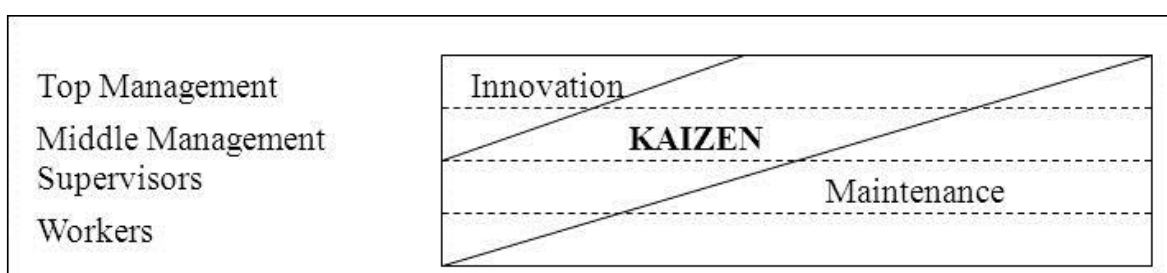 Top Management
Innovation
Middle Management
KAIZEN
Supervisors
Maintenance
Workers